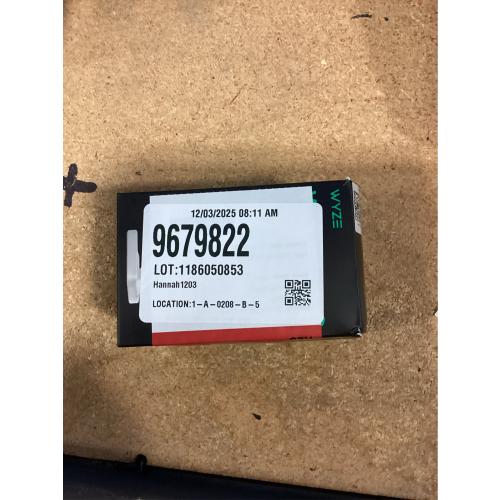 12/03/2025 08:11 AM
9679822
LOT:1186050853
Hannah1203
LOCATION:1-A-0208-B-5
WYZE